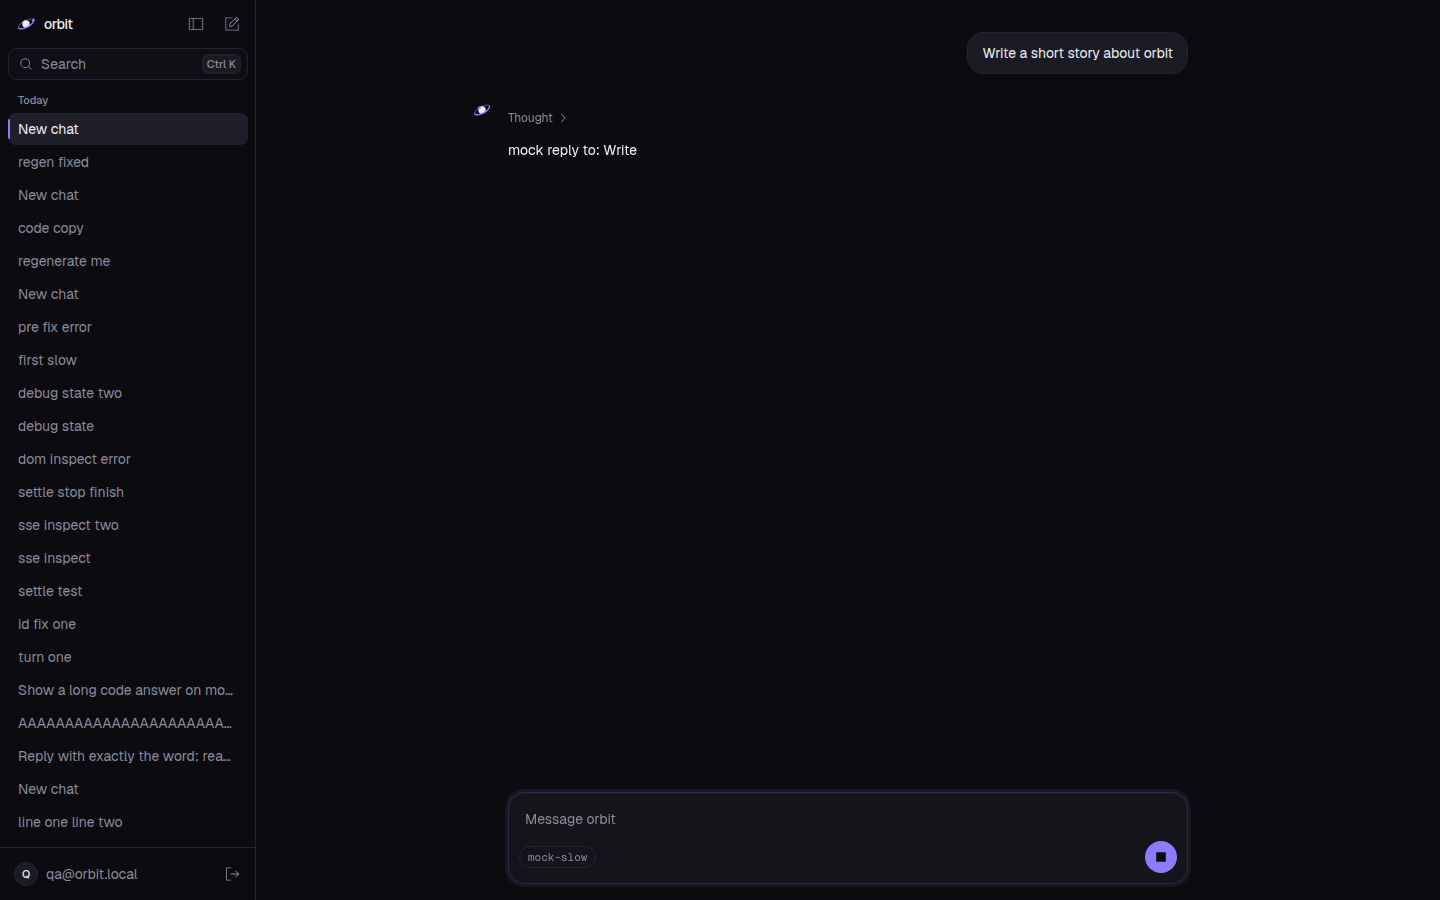 orbit
Search
Ctrl K
Today
New chat
regen fixed
New chat
code copy
regenerate me
New chat
pre fix error
first slow
debug state two
debug state
dom inspect error
settle stop finish
sse inspect two
sse inspect
settle test
id fix one
turn one
Show a long code answer on mo...
AAAAAAAAAAAAAAAAAAAAAAA...
Reply with exactly the word: rea...
New chat
line one line two
Q
qa@orbit.local
Write a short story about orbit
Thought
mock reply to: Write
Message orbit
mock-slow